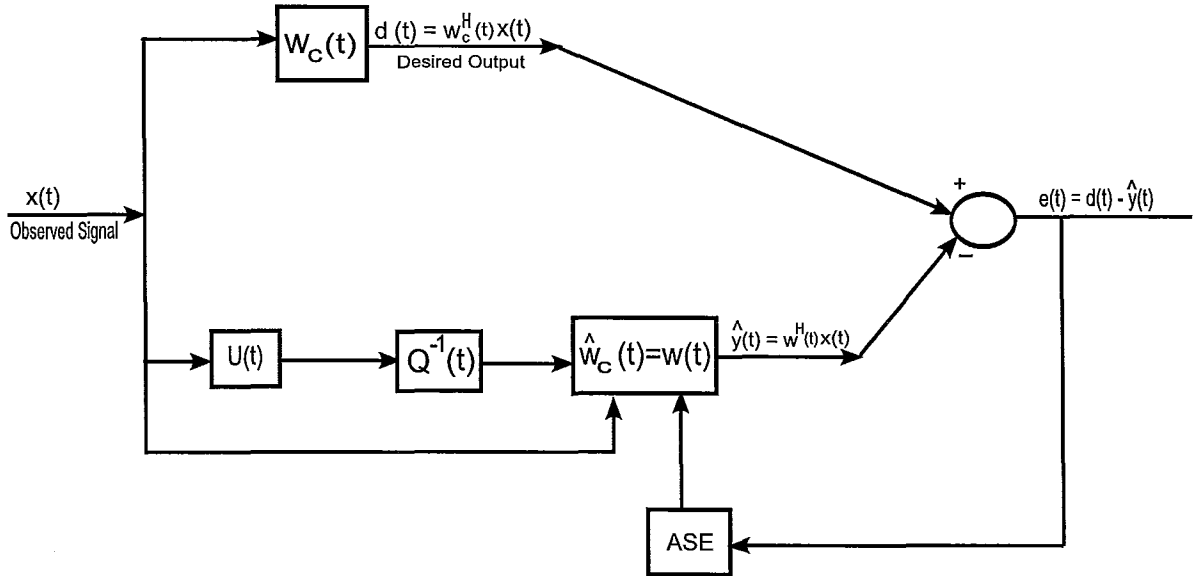 W_c(t)
d (t) = w_c^H(t)x(t)
Desired Output
x(t)
Observed Signal
+
−
e(t) = d(t) - ŷ(t)
U(t)
Q^-1(t)
ŵ_c(t)=w(t)
ŷ(t) = w^H(t)x(t)
ASE